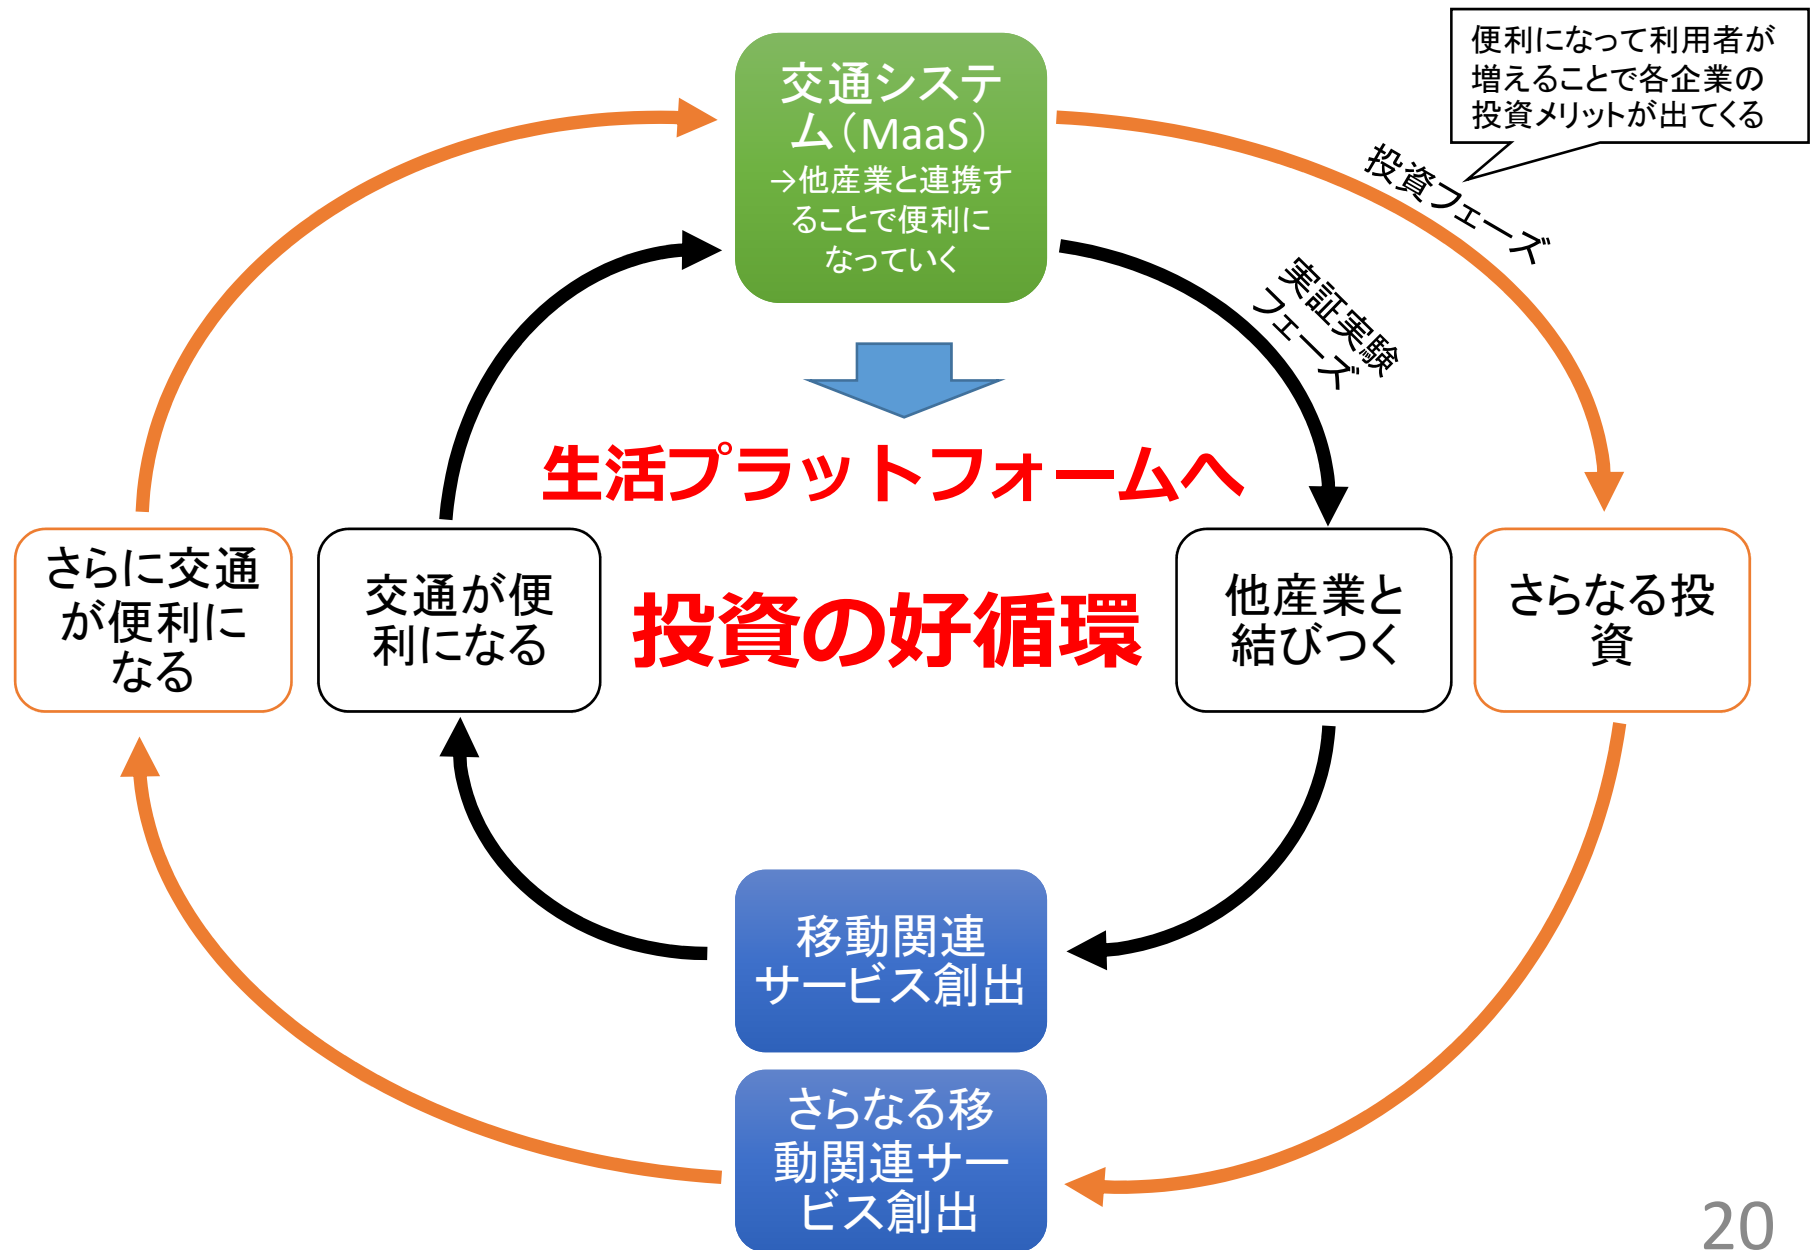 便利になって利用者が
増えることで各企業の
投資メリットが出てくる
交通システ
ム（MaaS）
→他産業と連携す
ることで便利に
なっていく
投資フェーズ
実証実験
フェーズ
生活プラットフォームへ
さらに交通
が便利に
なる
交通が便
利になる
投資の好循環
他産業と
結びつく
さらなる投
資
移動関連
サービス創出
さらなる移
動関連サー
ビス創出
20